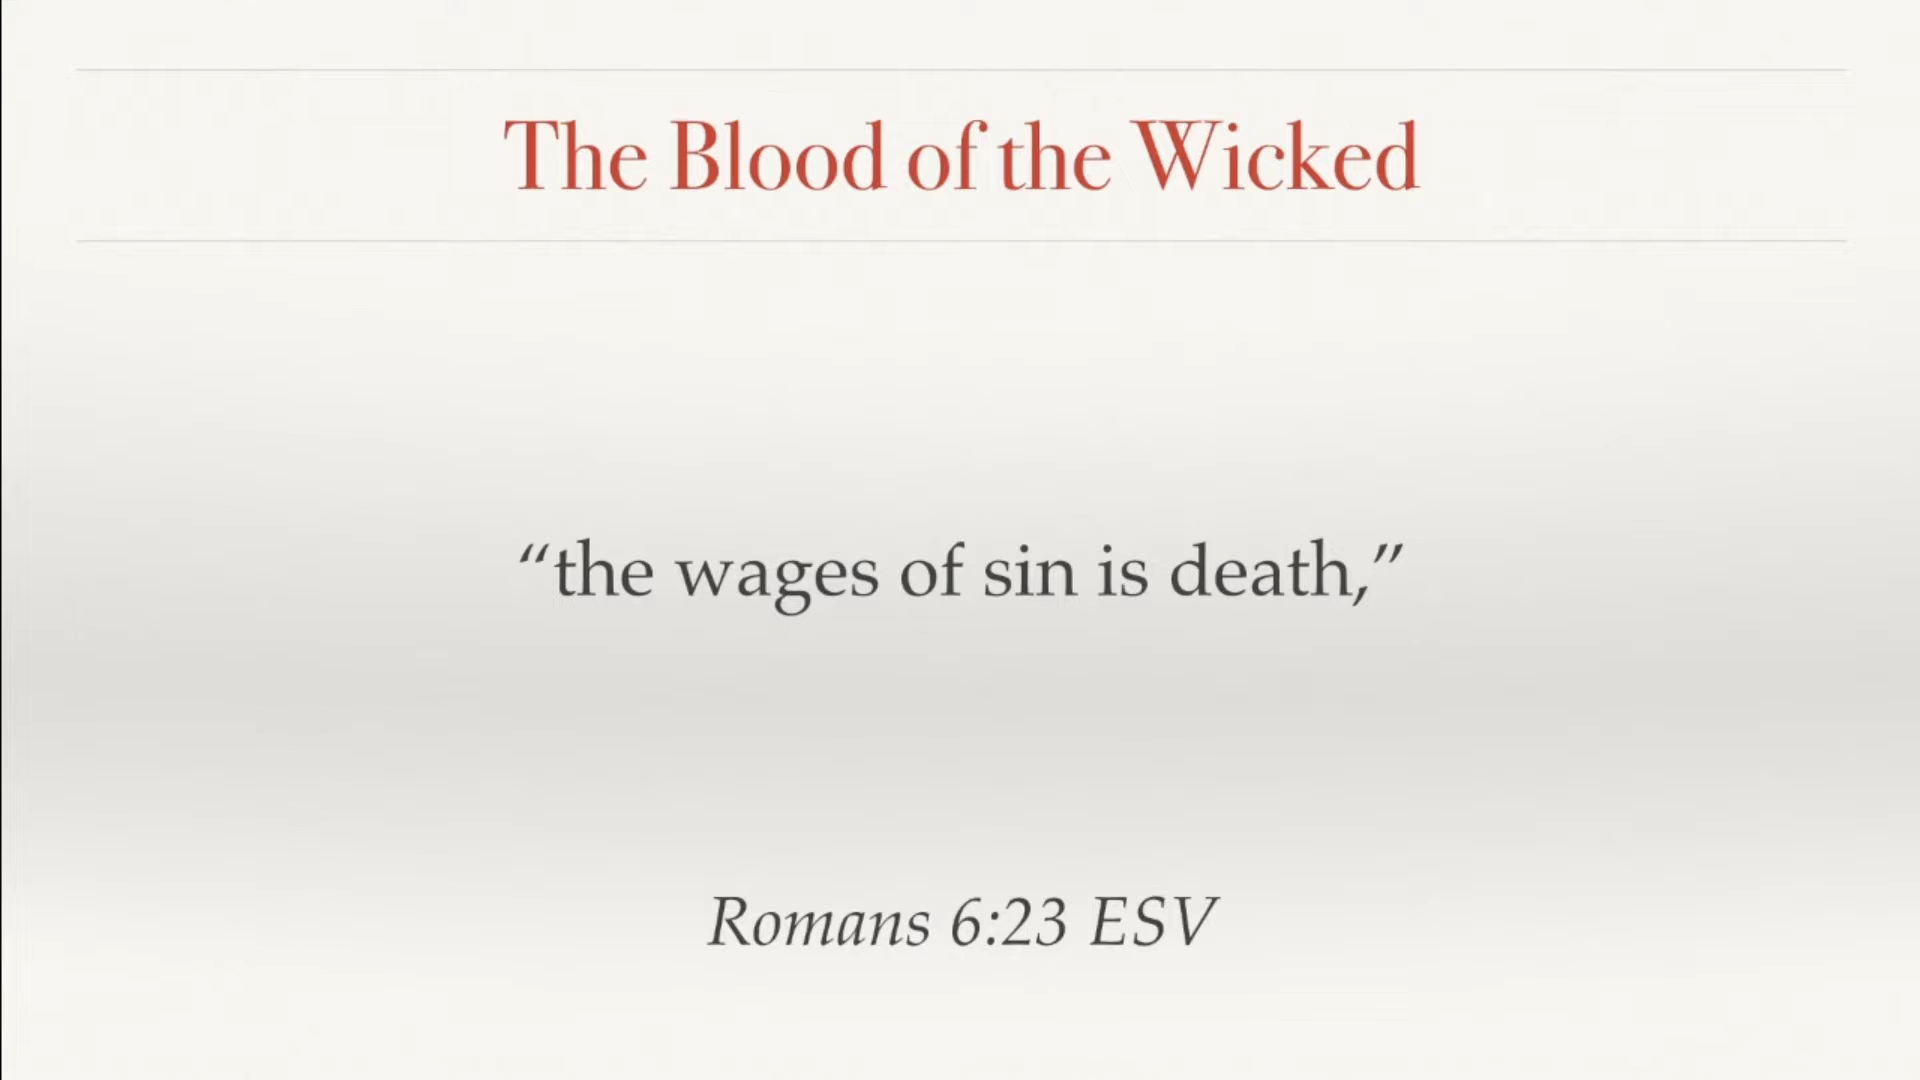 The Blood of the Wicked
“the wages of sin is death,”
Romans 6:23 ESV